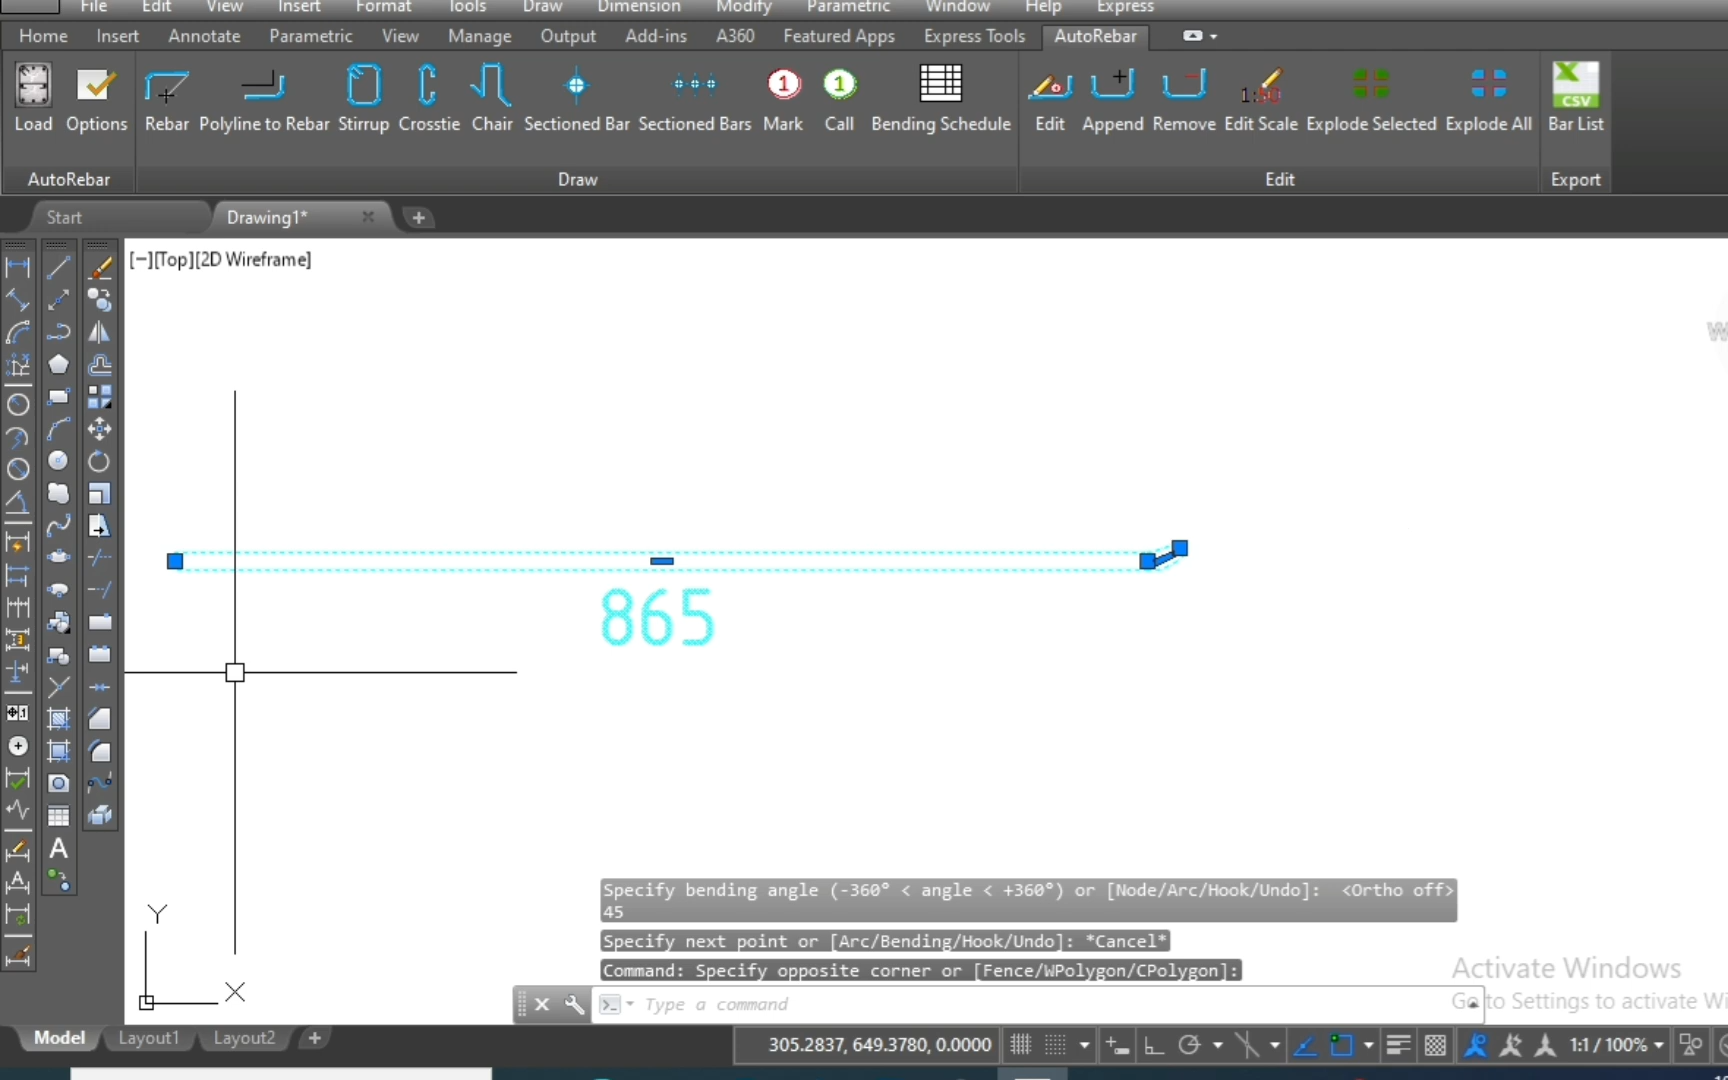 File Edit View Insert Format Tools Draw Dimension Modify Parametric Window Help Express
Home Insert Annotate Parametric View Manage Output Add-ins A360 Featured Apps Express Tools AutoRebar
1 1 1:50 X CSV
Load Options Rebar Polyline to Rebar Stirrup Crosstie Chair Sectioned Bar Sectioned Bars Mark Call Bending Schedule Edit Append Remove Edit Scale Explode Selected Explode All Bar List
AutoRebar Draw Edit Export
Start Drawing1*
[−][Top][2D Wireframe]
W
865
Y
X
Specify bending angle (-360° < angle < +360°) or [Node/Arc/Hook/Undo]: <Ortho off>
45
Specify next point or [Arc/Bending/Hook/Undo]: *Cancel*
Command: Specify opposite corner or [Fence/WPolygon/CPolygon]:
Type a command
Activate Windows
Go to Settings to activate Wi
Model Layout1 Layout2
305.2837, 649.3780, 0.0000 1:1 / 100%